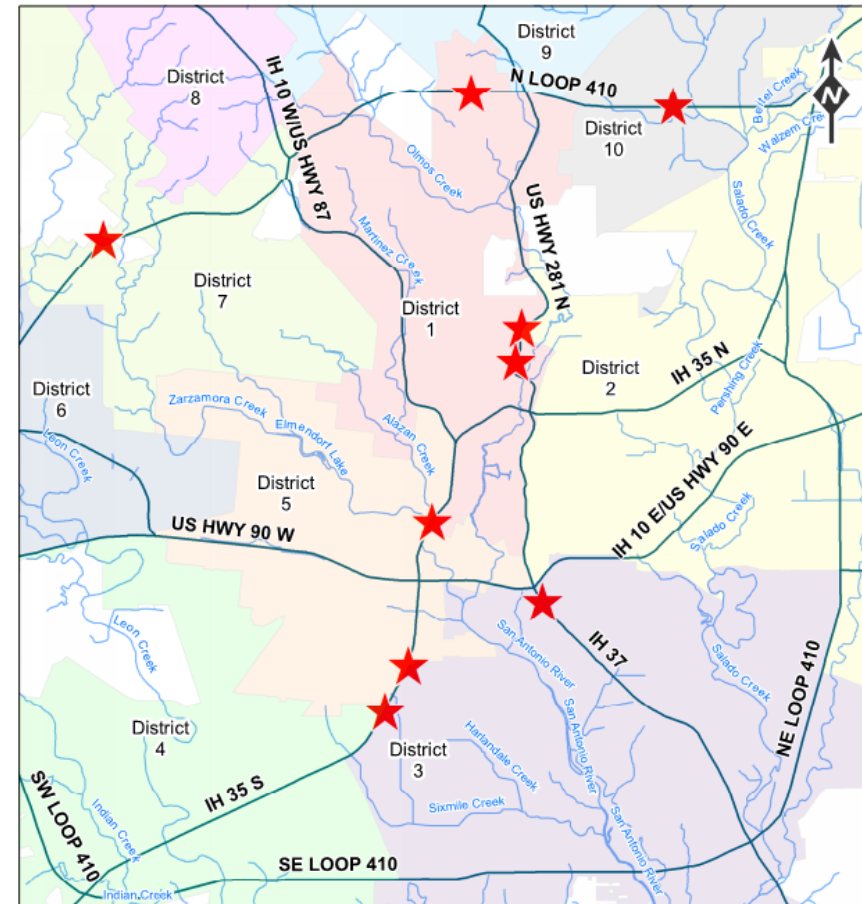 District
9
District
8
IH 10 W/US HWY 87
N LOOP 410
N
Beitel Creek
Walzem Creek
District
10
Olmos Creek
Salado Creek
US HWY 281 N
Martinez Creek
District
7
District
1
District
2
IH 35 N
Pershing Creek
District
6
Zarzamora Creek
Elmendorf Lake
Alazan Creek
Leon Creek
District
5
US HWY 90 W
IH 10 E/US HWY 90 E
Salado Creek
Leon Creek
San Antonio River
IH 37
Salado Creek
NE LOOP 410
District
4
District
3
Harlandale Creek
San Antonio River
IH 35 S
Sixmile Creek
SW LOOP 410
Indian Creek
San Antonio River
SE LOOP 410
Indian Creek